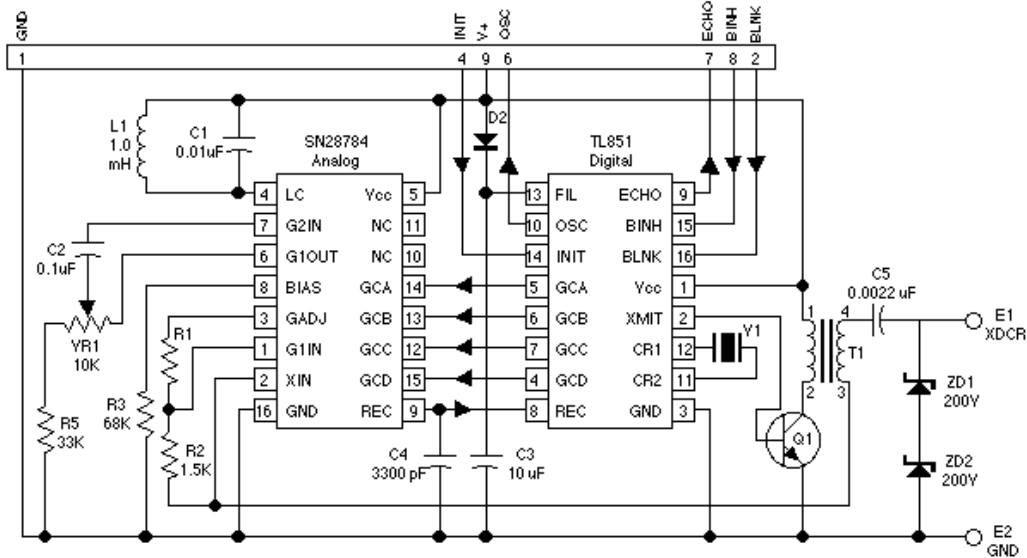 GND INIT V+ OSC ECHO BINH BLNK
1 4 9 6 7 8 2
D2
L1
1.0
mH
C1
0.01uF
SN28784
Analog
TL851
Digital
4 LC Vcc 5
7 G2IN NC 11
6 G1OUT NC 10
8 BIAS GCA 14
3 GADJ GCB 13
1 G1IN GCC 12
2 XIN GCD 15
16 GND REC 9
13 FIL ECHO 9
10 OSC BINH 15
14 INIT BLNK 16
5 GCA Vcc 1
6 GCB XMIT 2
7 GCC CR1 12
4 GCD CR2 11
8 REC GND 3
C2
0.1uF
YR1
10K
R1
R5
33K
R3
68K
R2
1.5K
C4
3300 pF
C3
10 uF
Y1
Q1
1 4
T1
2 3
C5
0.0022 uF
E1
XDCR
ZD1
200V
ZD2
200V
E2
GND